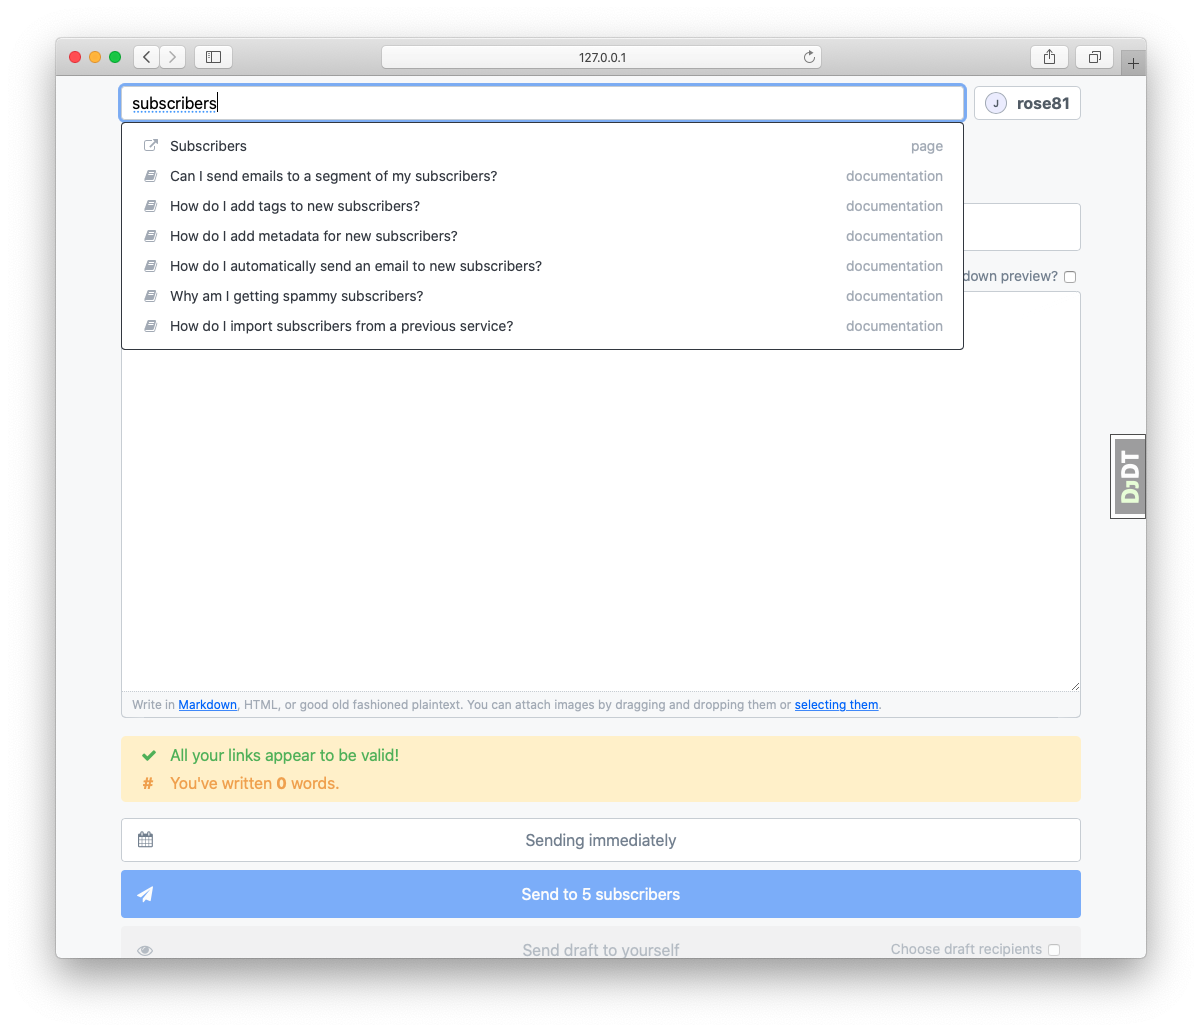 127.0.0.1
subscribers
J rose81
Subscribers page
Can I send emails to a segment of my subscribers? documentation
How do I add tags to new subscribers? documentation
How do I add metadata for new subscribers? documentation
How do I automatically send an email to new subscribers? documentation
down preview?
Why am I getting spammy subscribers? documentation
How do I import subscribers from a previous service? documentation
DJDT
Write in Markdown, HTML, or good old fashioned plaintext. You can attach images by dragging and dropping them or selecting them.
All your links appear to be valid!
# You've written 0 words.
Sending immediately
Send to 5 subscribers
Send draft to yourself Choose draft recipients